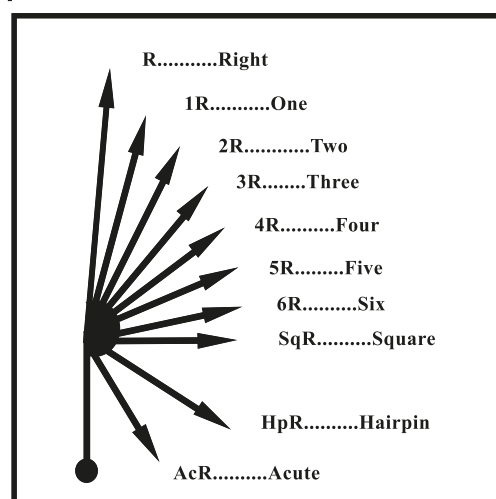 R...........Right
1R...........One
2R............Two
3R........Three
4R..........Four
5R.........Five
6R..........Six
SqR..........Square
HpR..........Hairpin
AcR..........Acute